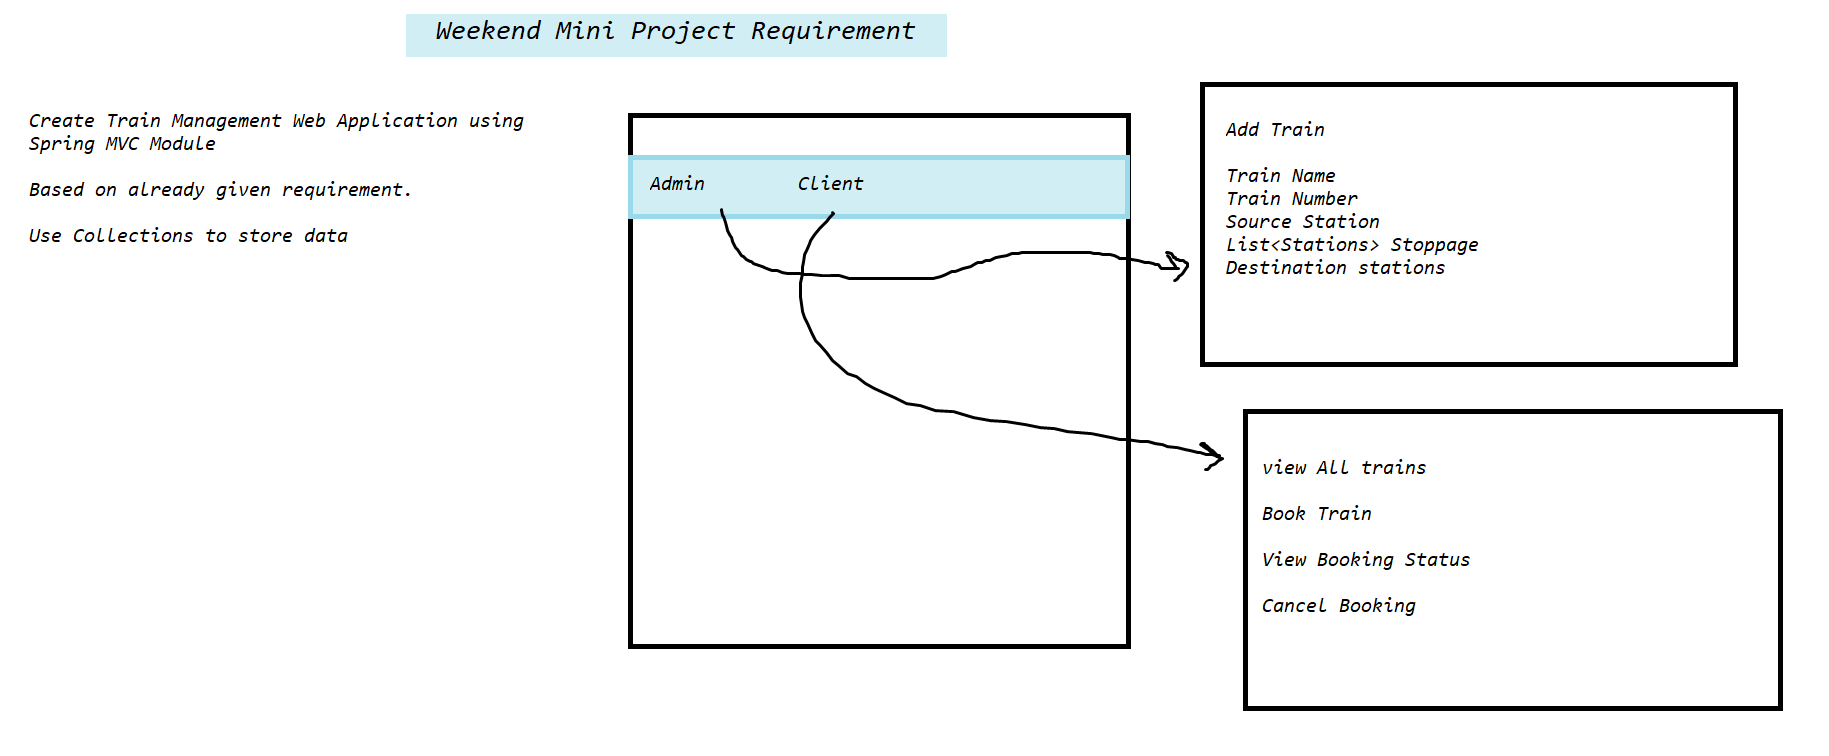 Weekend Mini Project Requirement
Create Train Management Web Application using
Spring MVC Module
Based on already given requirement.
Use Collections to store data
Admin
Client
Add Train
Train Name
Train Number
Source Station
List<Stations> Stoppage
Destination stations
view All trains
Book Train
View Booking Status
Cancel Booking